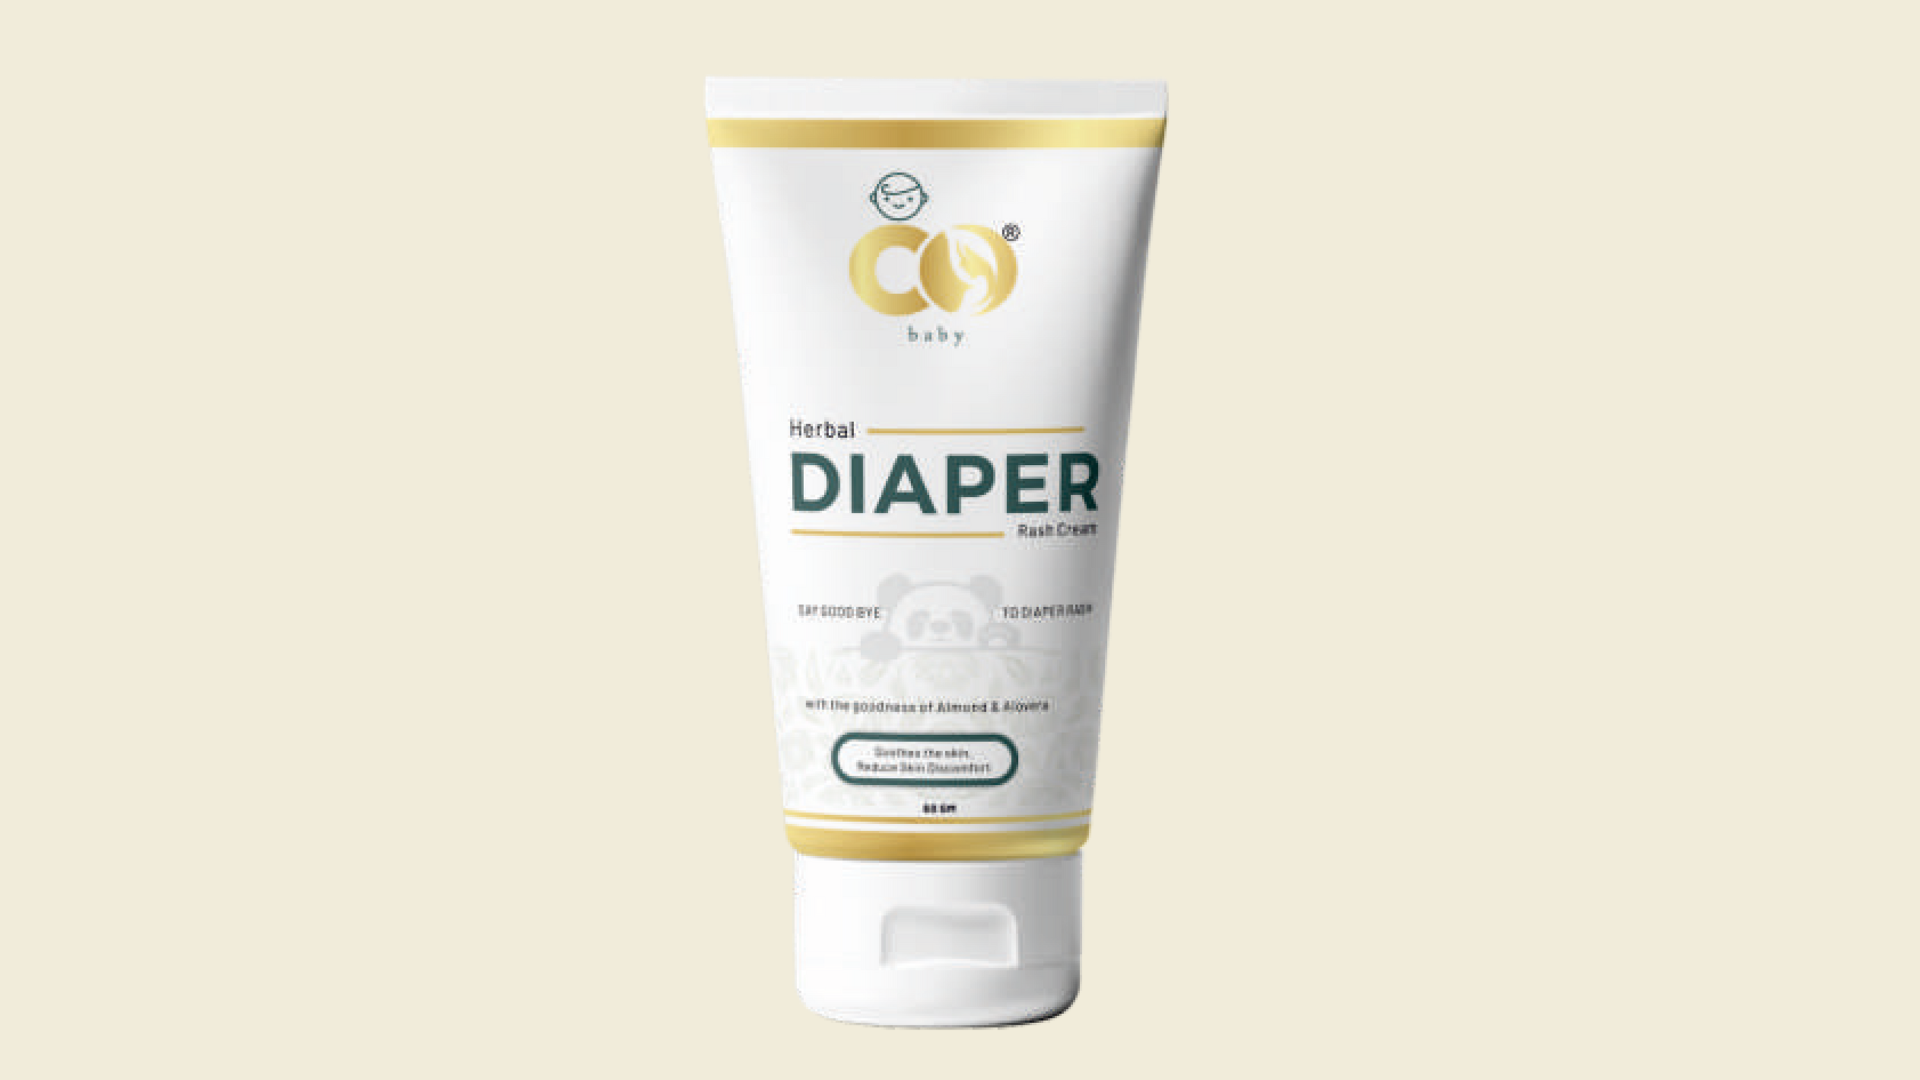 CO®
baby
Herbal
DIAPER
Rash Cream
SAY GOOD BYE TO DIAPER RASH
with the goodness of Almond & Alovera
Soothes the skin,
Reduce Skin Discomfort
GM